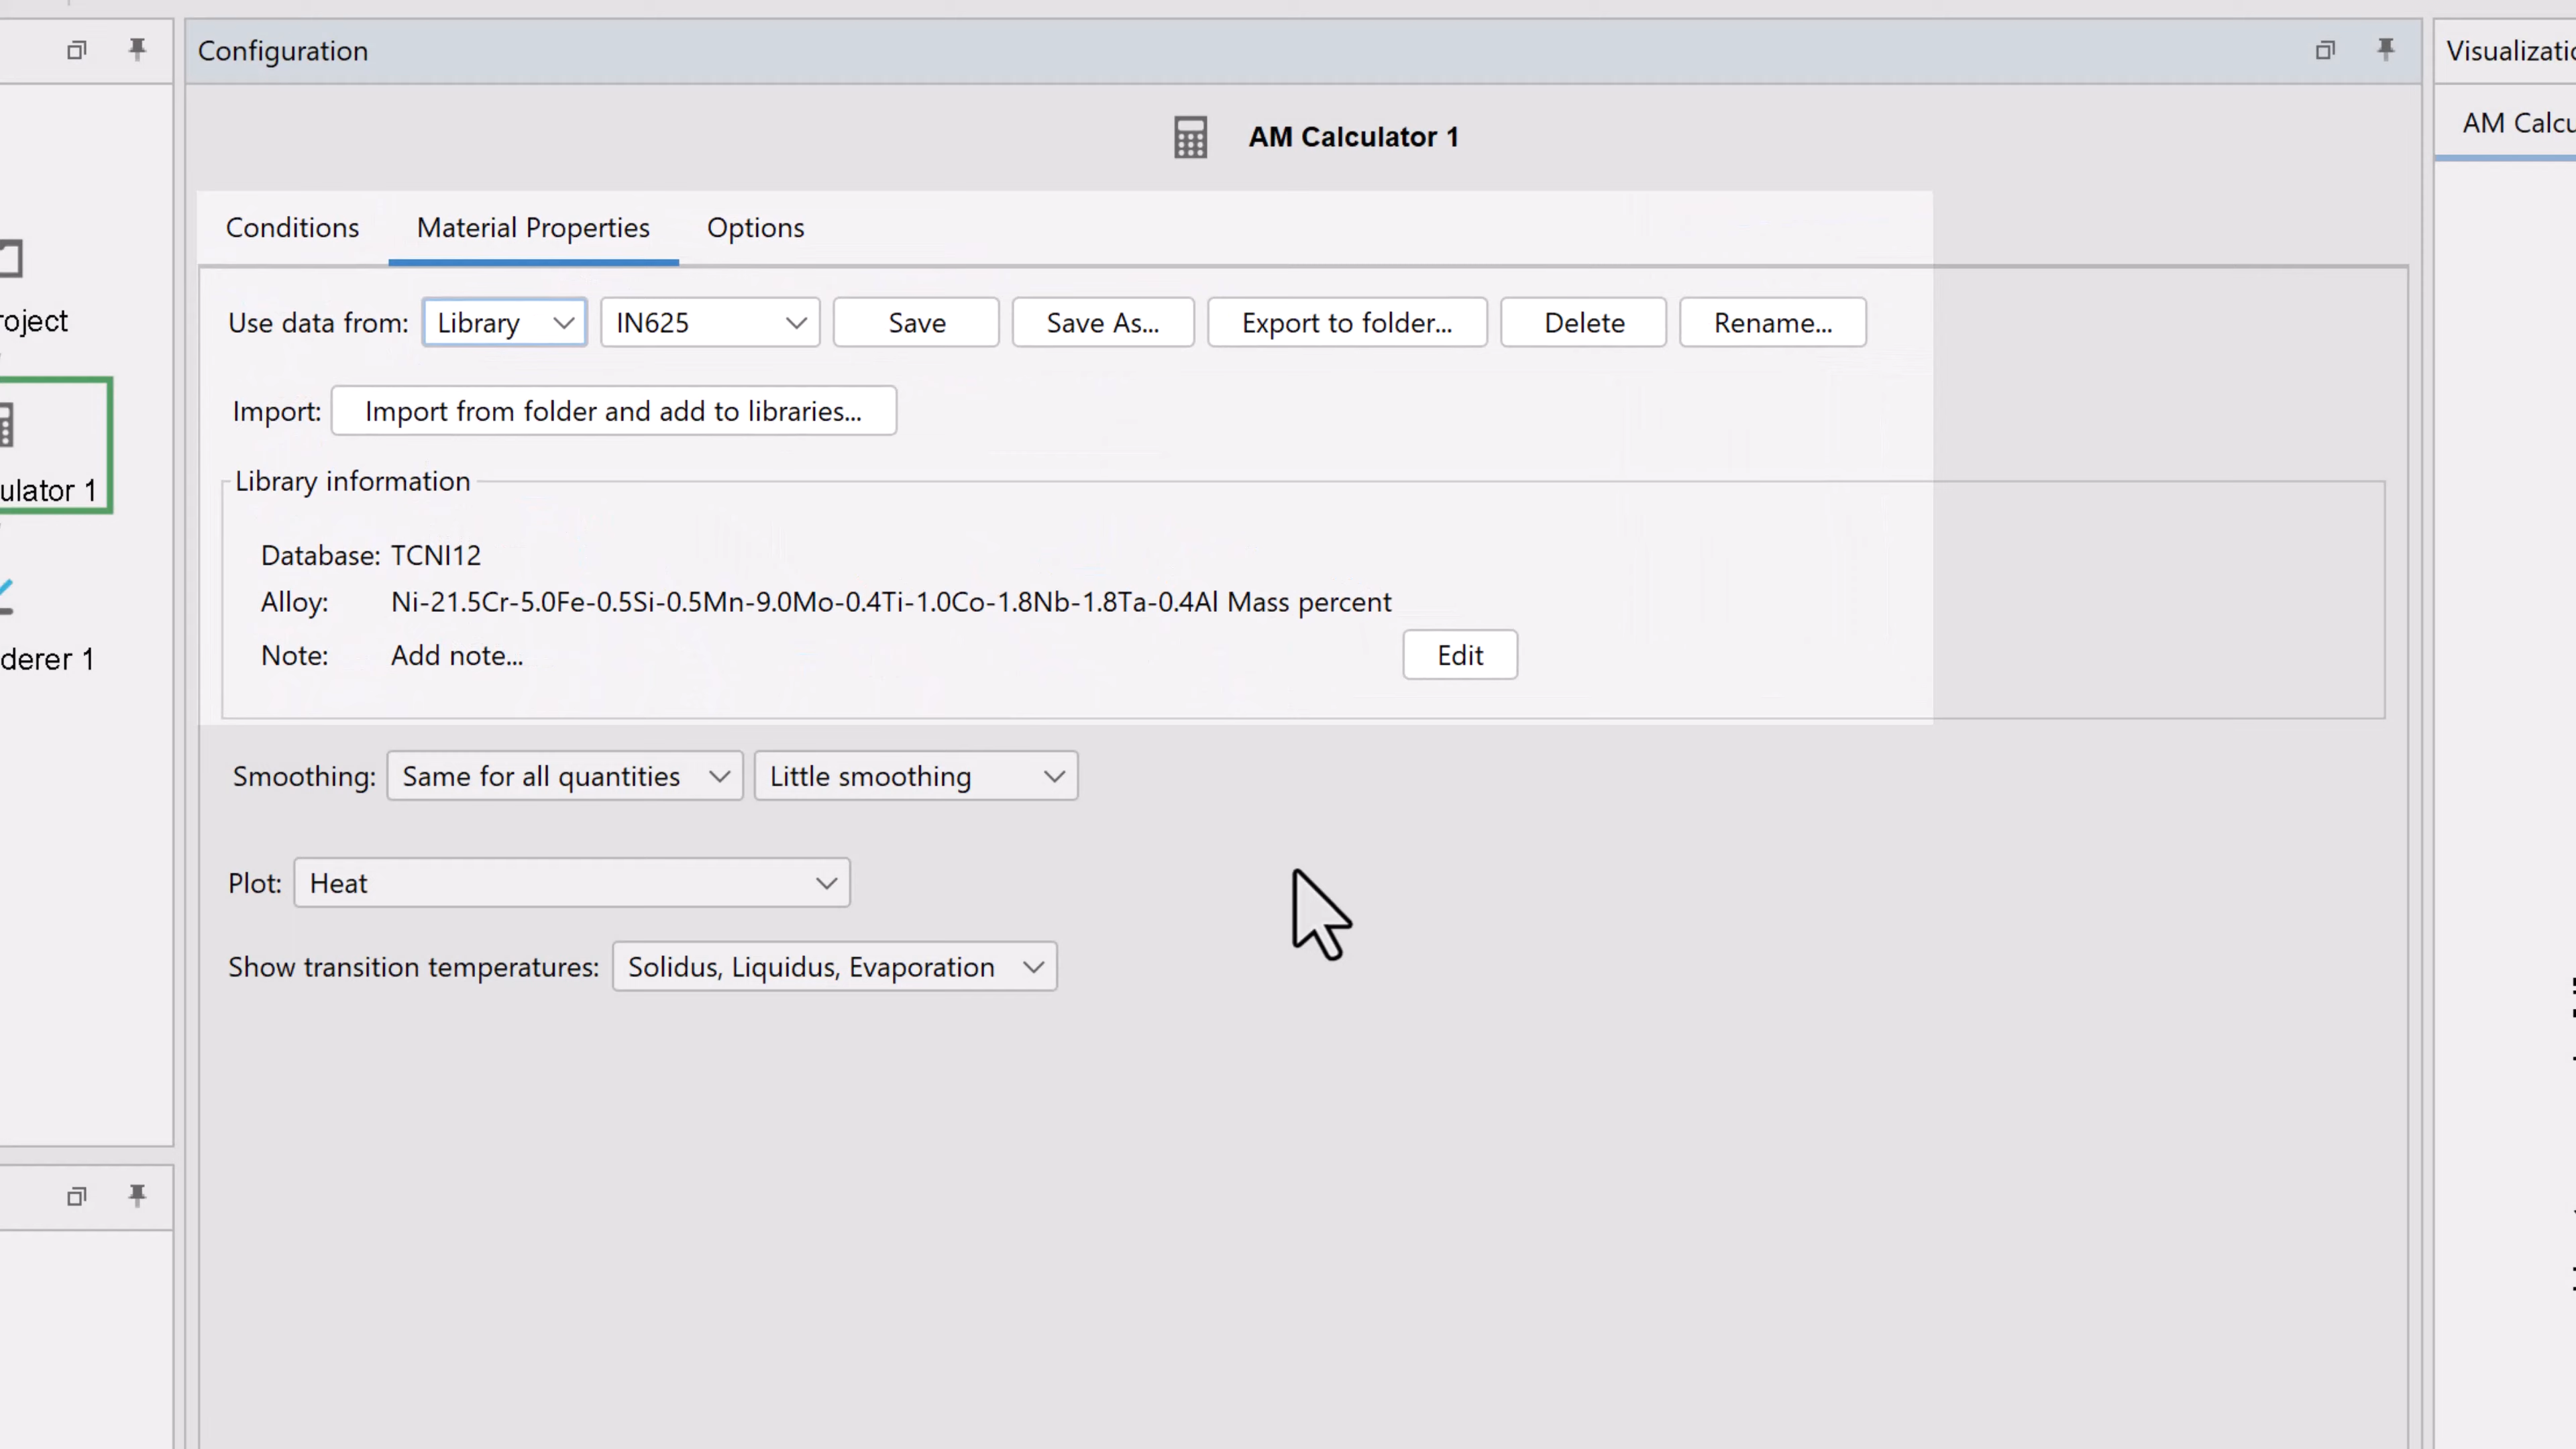 Configuration
Visualizatio
AM Calculator 1
AM Calcu
Conditions Material Properties Options
Use data from: Library IN625 Save Save As... Export to folder... Delete Rename...
roject
Import: Import from folder and add to libraries...
Library information
ulator 1
Database: TCNI12
Alloy: Ni-21.5Cr-5.0Fe-0.5Si-0.5Mn-9.0Mo-0.4Ti-1.0Co-1.8Nb-1.8Ta-0.4Al Mass percent
Note: Add note... Edit
derer 1
Smoothing: Same for all quantities Little smoothing
Plot: Heat
Show transition temperatures: Solidus, Liquidus, Evaporation